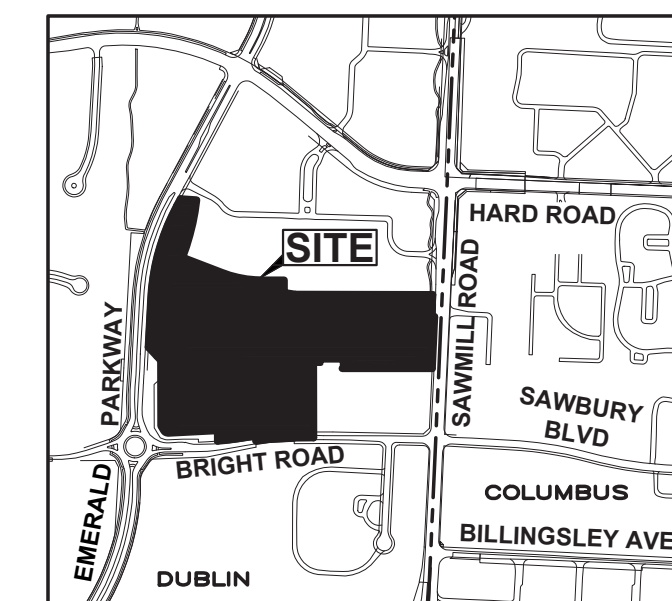 HARD ROAD
SITE
SAWMILL ROAD
PARKWAY
SAWBURY
BLVD
BRIGHT ROAD
EMERALD
COLUMBUS
BILLINGSLEY AVE
DUBLIN